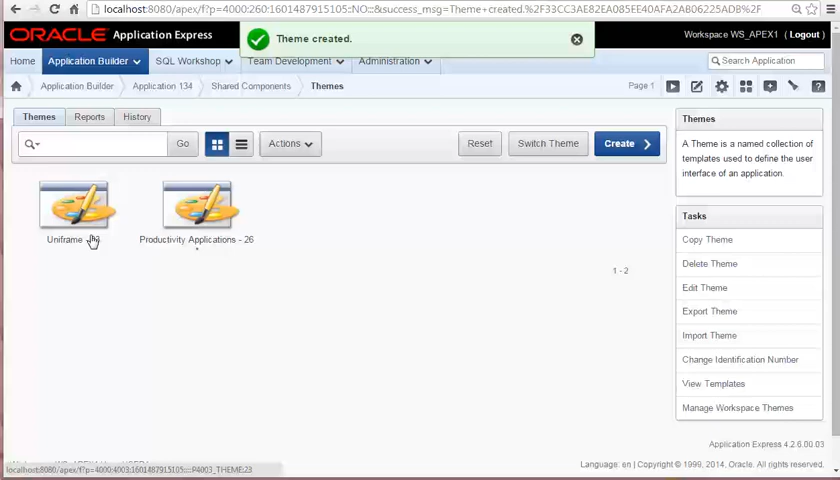 localhost:8080/apex/f?p=4000:260:1601487915105::NO:::&success_msg=Theme+created.%2F33CC3AE82EA085EE40AFA2AB06225ADB%2F
ORACLE Application Express
Theme created.
Workspace WS_APEX1 (Logout)
Home Application Builder SQL Workshop Team Development Administration
Search Application
Application Builder Application 134 Shared Components Themes
Page 1
Themes Reports History
Go Actions Reset Switch Theme Create
Uniframe
Productivity Applications - 26
*
1 - 2
Themes
A Theme is a named collection of
templates used to define the user
interface of an application.
Tasks
Copy Theme
Delete Theme
Edit Theme
Export Theme
Import Theme
Change Identification Number
View Templates
Manage Workspace Themes
Application Express 4.2.6.00.03
Language: en | Copyright © 1999, 2014, Oracle. All rights reserved.
localhost:8080/apex/f?p=4000:4003:1601487915105::::P4003_THEME:23